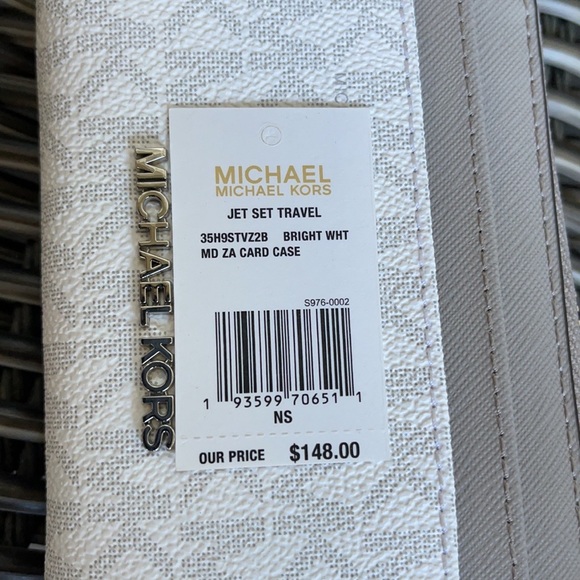 MICHAEL
MICHAEL KORS
JET SET TRAVEL
35H9STVZ2B BRIGHT WHT
MD ZA CARD CASE
S976-0002
1 93599 70651 1
NS
OUR PRICE $148.00
MICHAEL KORS